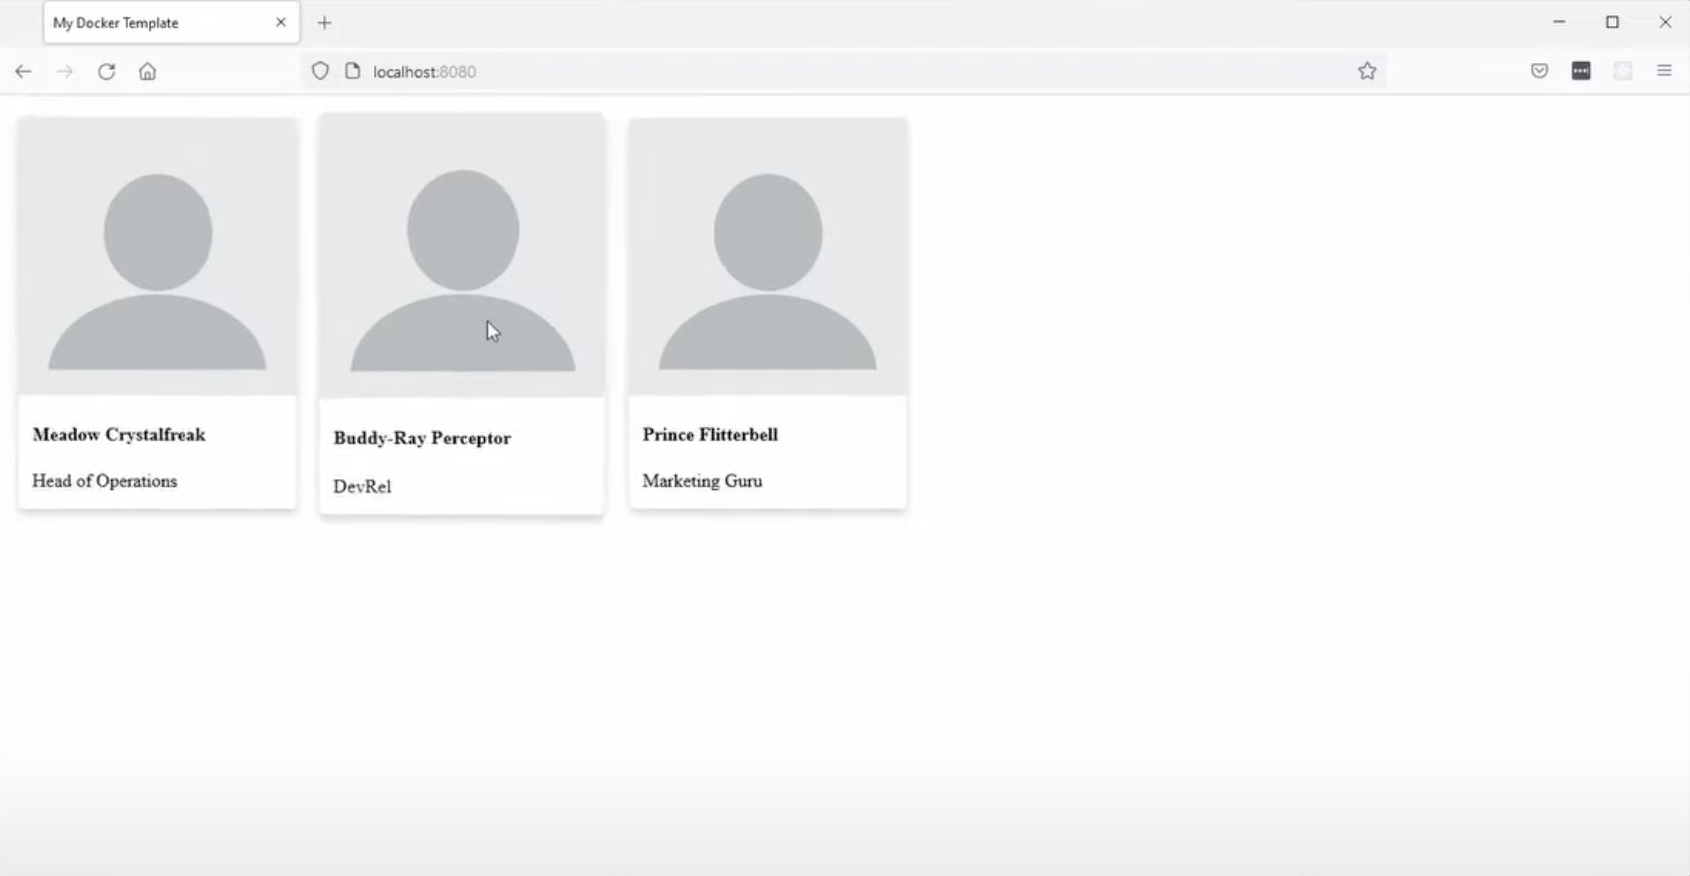 My Docker Template
localhost:8080
Meadow Crystalfreak
Head of Operations
Buddy-Ray Perceptor
DevRel
Prince Flitterbell
Marketing Guru